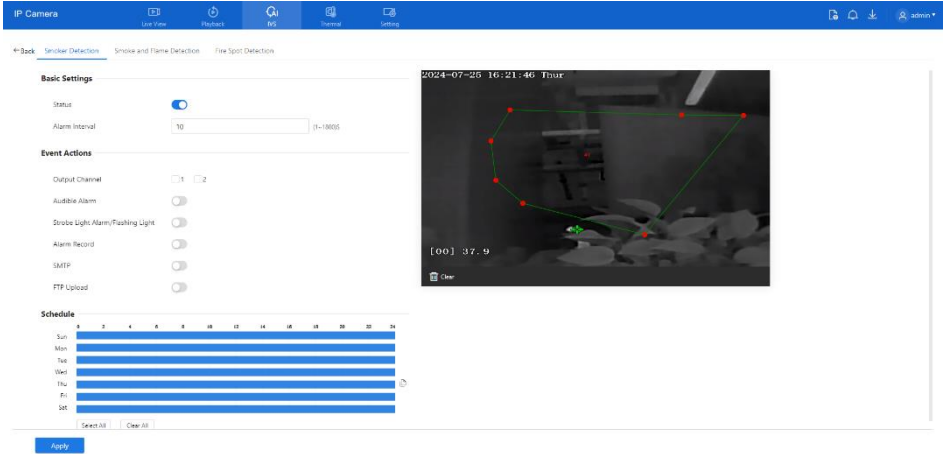 IP Camera
Live View Playback IVS Thermal Setting
admin
Back Smoker Detection Smoke and Flame Detection Fire Spot Detection
Basic Settings
Status
Alarm Interval 10 (1~1800)S
Event Actions
Output Channel 1 2
Audible Alarm
Strobe Light Alarm/Flashing Light
Alarm Record
SMTP
FTP Upload
Schedule
0 2 4 6 8 10 12 14 16 18 20 22 24
Sun
Mon
Tue
Wed
Thu
Fri
Sat
Select All Clear All
Apply
2024-07-25 16:21:46 Thur
[00] 37.9
Clear